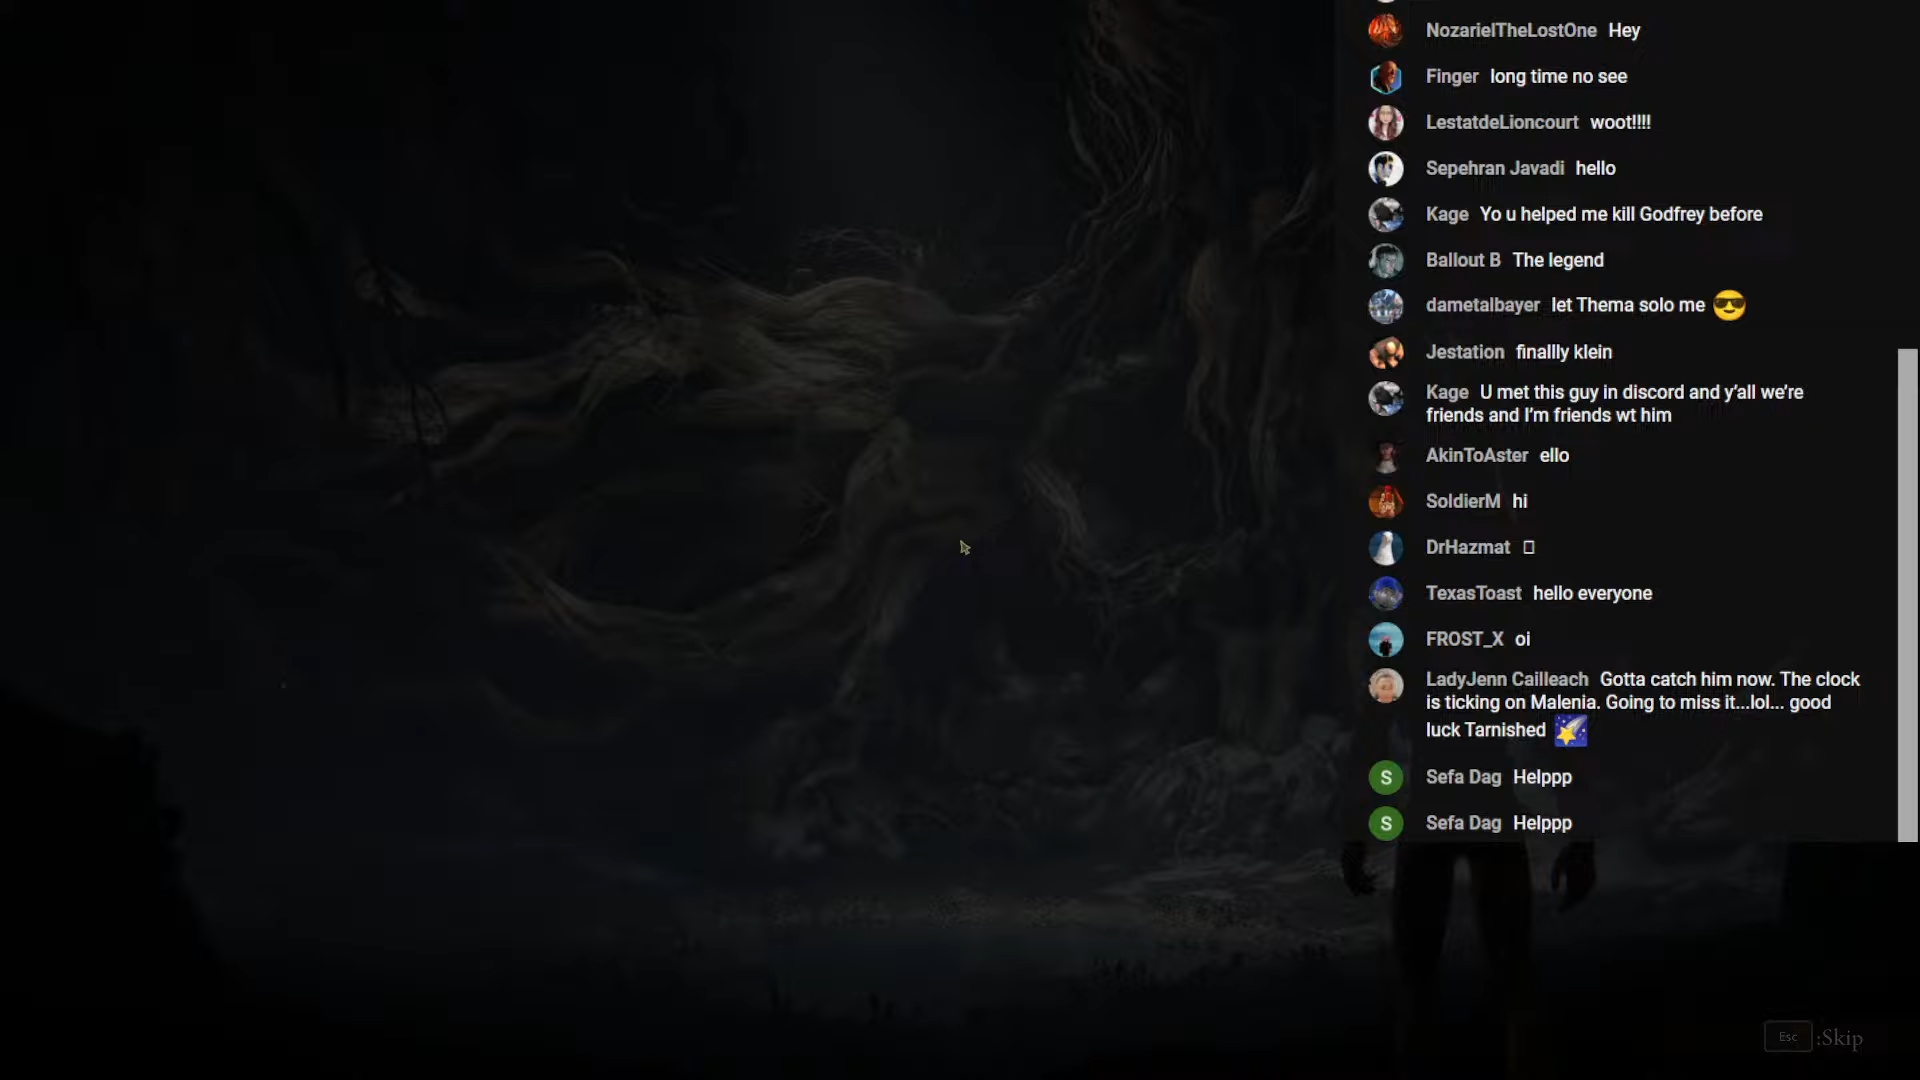 NozarielTheLostOne Hey
Finger long time no see
LestatdeLioncourt woot!!!!
Sepehran Javadi hello
Kage Yo u helped me kill Godfrey before
Ballout B The legend
dametalbayer let Thema solo me 😎
Jestation finallly klein
Kage U met this guy in discord and y'all we're
friends and I'm friends wt him
AkinToAster ello
SoldierM hi
DrHazmat
TexasToast hello everyone
FROST_X oi
LadyJenn Cailleach Gotta catch him now. The clock
is ticking on Malenia. Going to miss it...lol... good
luck Tarnished 🌠
S Sefa Dag Helppp
S Sefa Dag Helppp
Esc :Skip